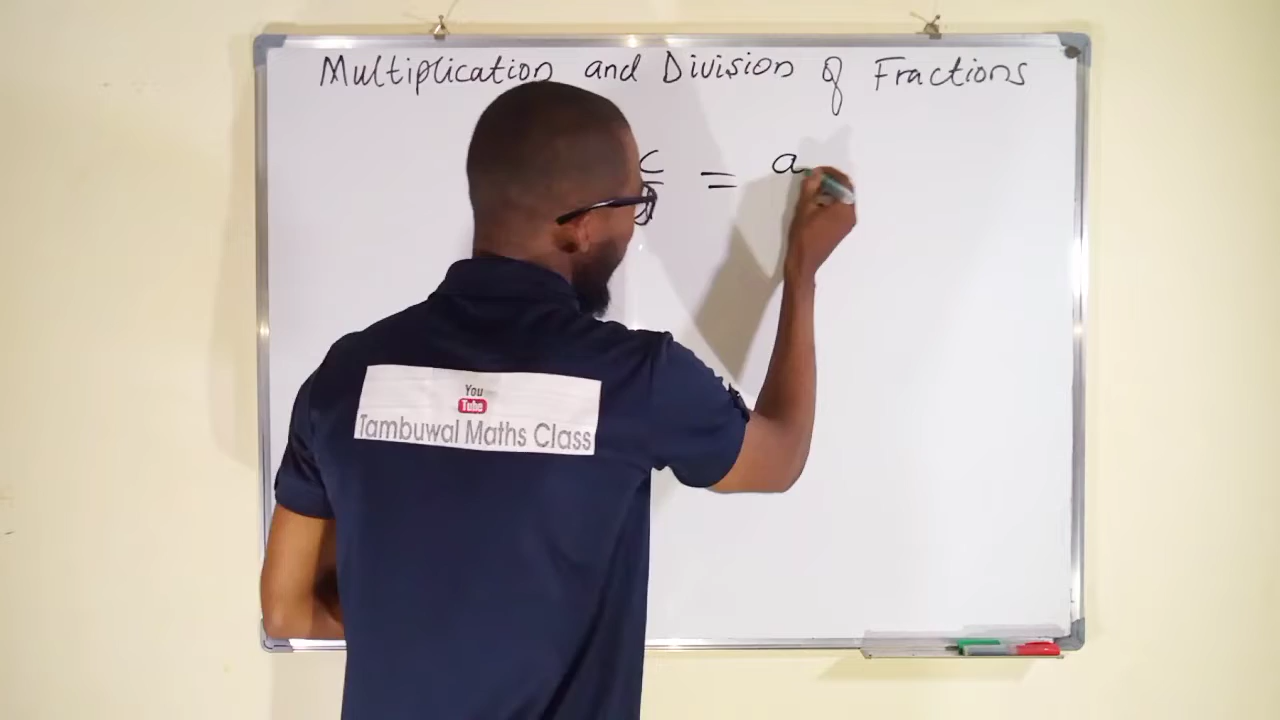 Multiplication and Division of Fractions
c = a
You
Tube
Tambuwal Maths Class